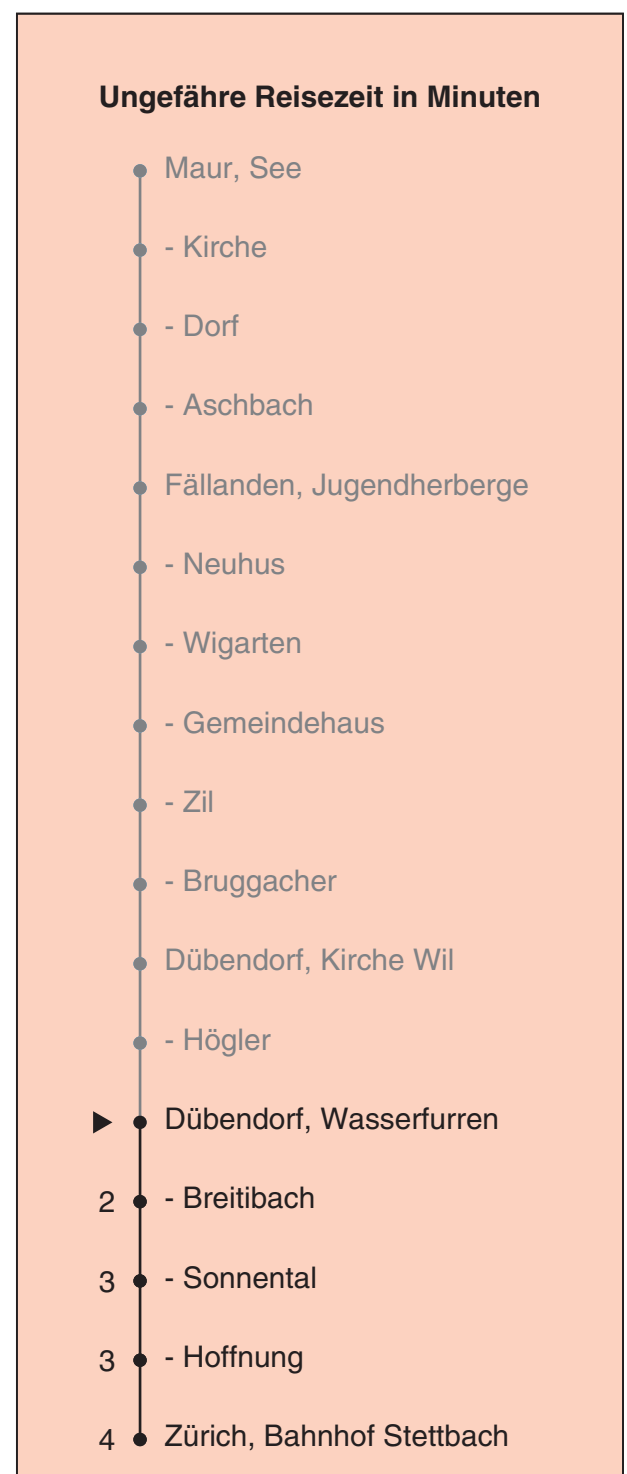 Ungefähre Reisezeit in Minuten
Maur, See
- Kirche
- Dorf
- Aschbach
Fällanden, Jugendherberge
- Neuhus
- Wigarten
- Gemeindehaus
- Zil
- Bruggacher
Dübendorf, Kirche Wil
- Högler
Dübendorf, Wasserfurren
2 - Breitibach
3 - Sonnental
3 - Hoffnung
4 Zürich, Bahnhof Stettbach